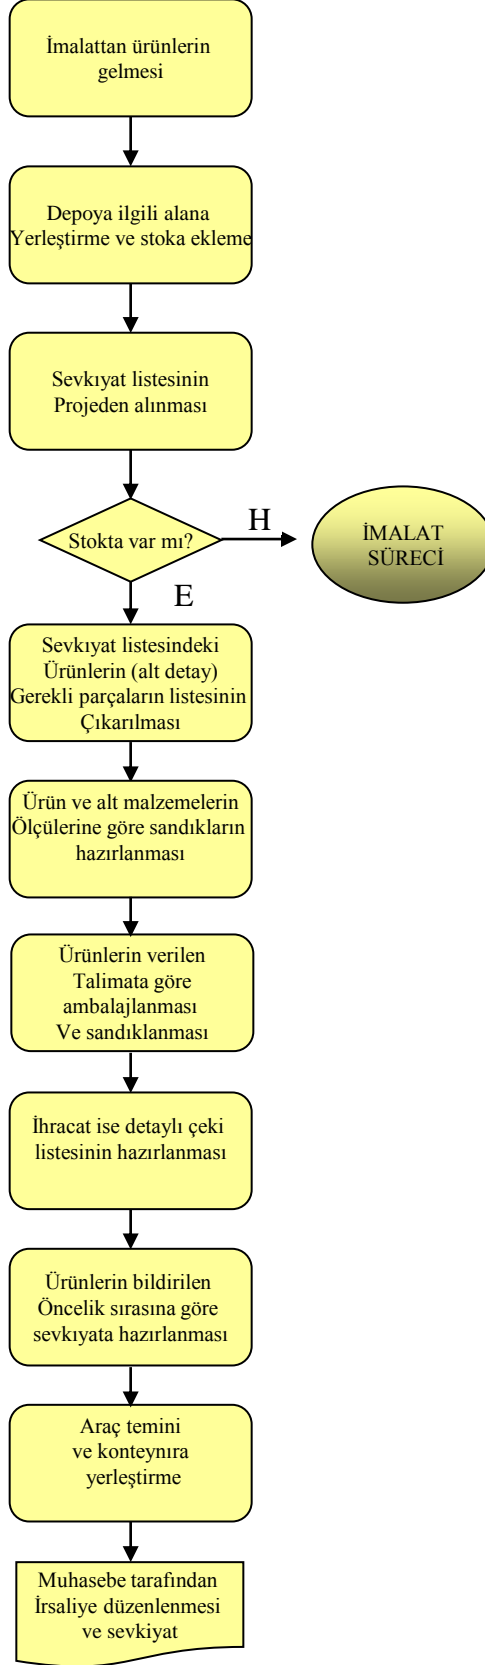 İmalattan ürünlerin
gelmesi
Depoya ilgili alana
Yerleştirme ve stoka ekleme
Sevkıyat listesinin
Projeden alınması
Stokta var mı?
H
İMALAT
SÜRECİ
E
Sevkıyat listesindeki
Ürünlerin (alt detay)
Gerekli parçaların listesinin
Çıkarılması
Ürün ve alt malzemelerin
Ölçülerine göre sandıkların
hazırlanması
Ürünlerin verilen
Talimata göre
ambalajlanması
Ve sandıklanması
İhracat ise detaylı çeki
listesinin hazırlanması
Ürünlerin bildirilen
Öncelik sırasına göre
sevkıyata hazırlanması
Araç temini
ve konteynıra
yerleştirme
Muhasebe tarafından
İrsaliye düzenlenmesi
ve sevkiyat